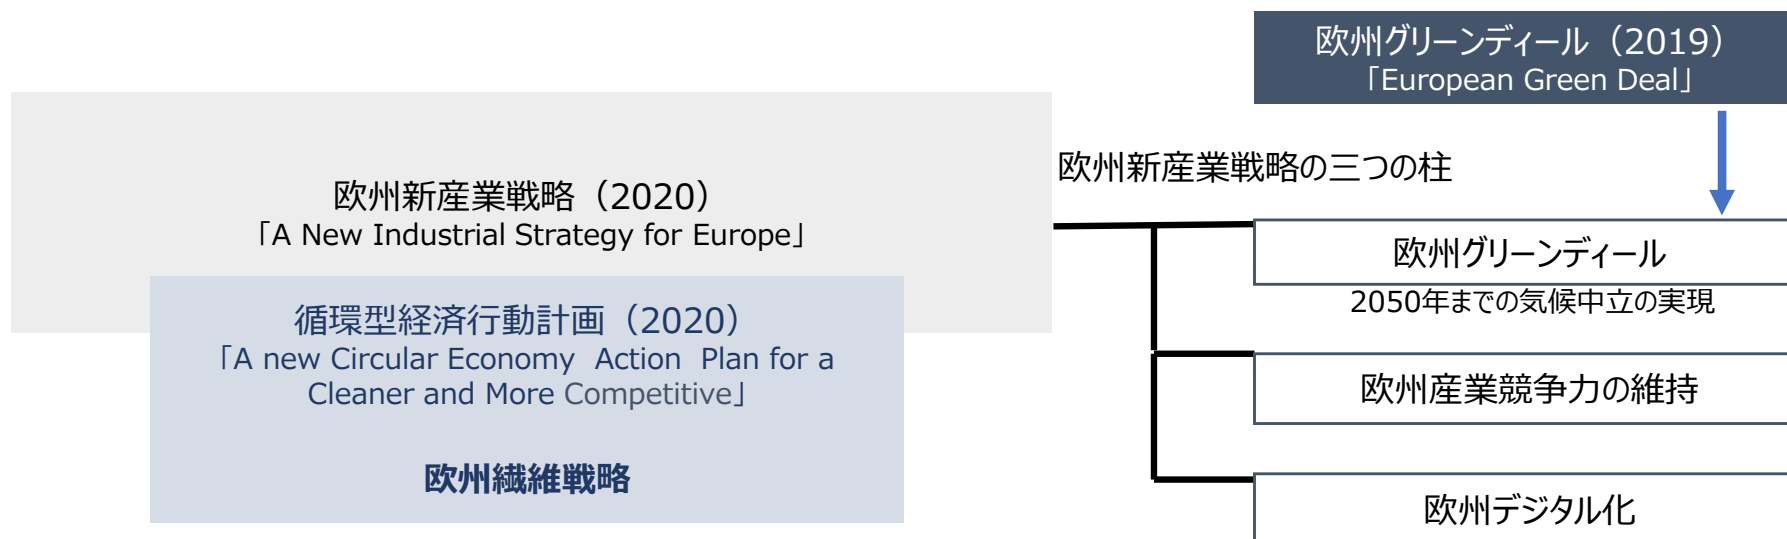 欧州グリーンディール（2019）
「European Green Deal」
欧州新産業戦略の三つの柱
欧州新産業戦略（2020）
「A New Industrial Strategy for Europe」
欧州グリーンディール
2050年までの気候中立の実現
循環型経済行動計画（2020）
「A new Circular Economy Action Plan for a
Cleaner and More Competitive」
欧州産業競争力の維持
欧州繊維戦略
欧州デジタル化